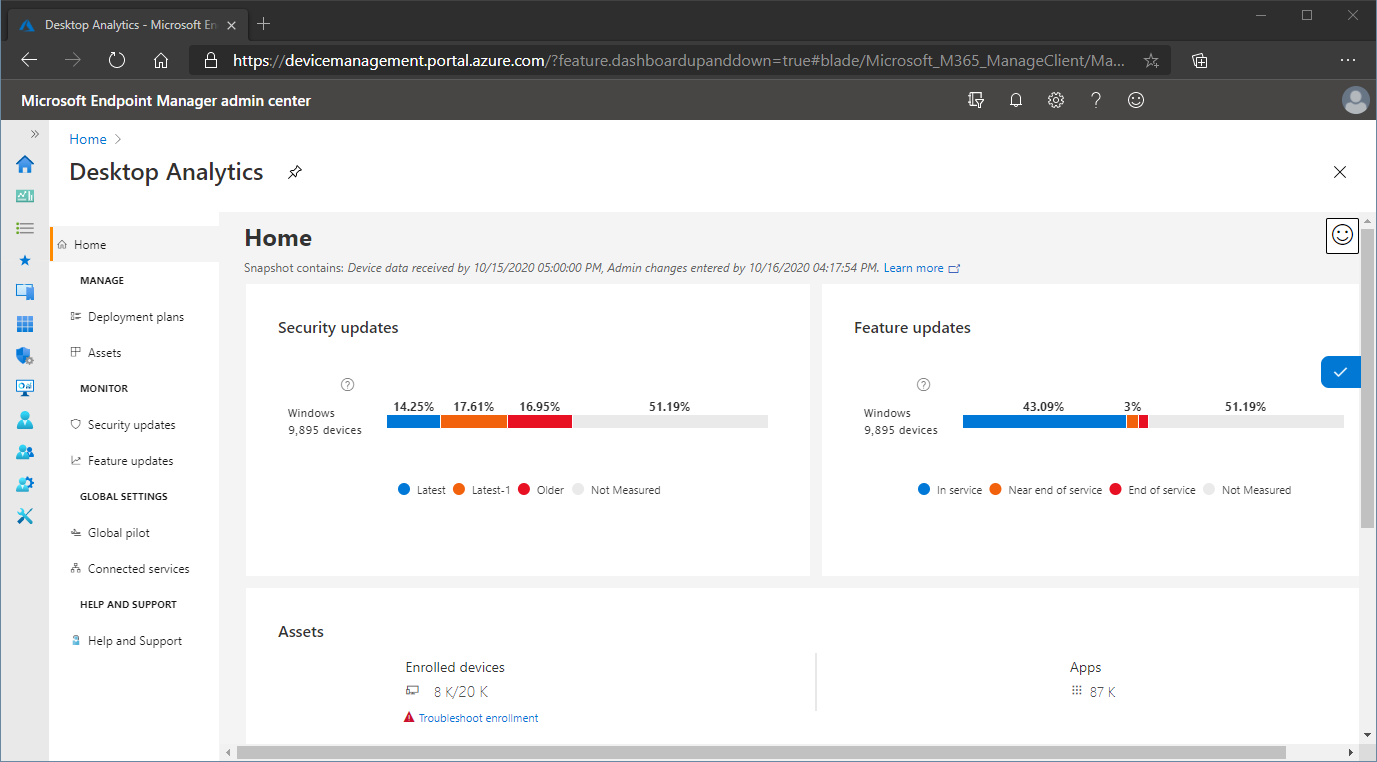 Desktop Analytics - Microsoft En
https://devicemanagement.portal.azure.com/?feature.dashboardupanddown=true#blade/Microsoft_M365_ManageClient/Ma...
Microsoft Endpoint Manager admin center
Home
Desktop Analytics
Home
MANAGE
Deployment plans
Assets
MONITOR
Security updates
Feature updates
GLOBAL SETTINGS
Global pilot
Connected services
HELP AND SUPPORT
Help and Support
Home
Snapshot contains: Device data received by 10/15/2020 05:00:00 PM, Admin changes entered by 10/16/2020 04:17:54 PM. Learn more
Security updates
Windows
9,895 devices
14.25% 17.61% 16.95% 51.19%
Latest Latest-1 Older Not Measured
Feature updates
Windows
9,895 devices
43.09% 3% 51.19%
In service Near end of service End of service Not Measured
Assets
Enrolled devices
8 K/20 K
Troubleshoot enrollment
Apps
87 K